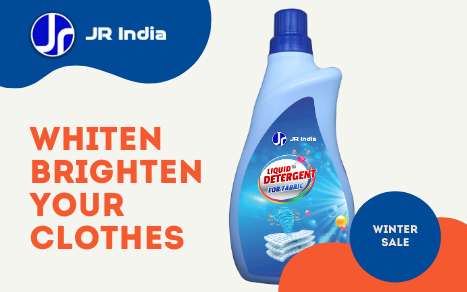 JR India
WHITEN
BRIGHTEN
YOUR
CLOTHES
JR India
LIQUID
DETERGENT
FOR FABRIC
WINTER
SALE